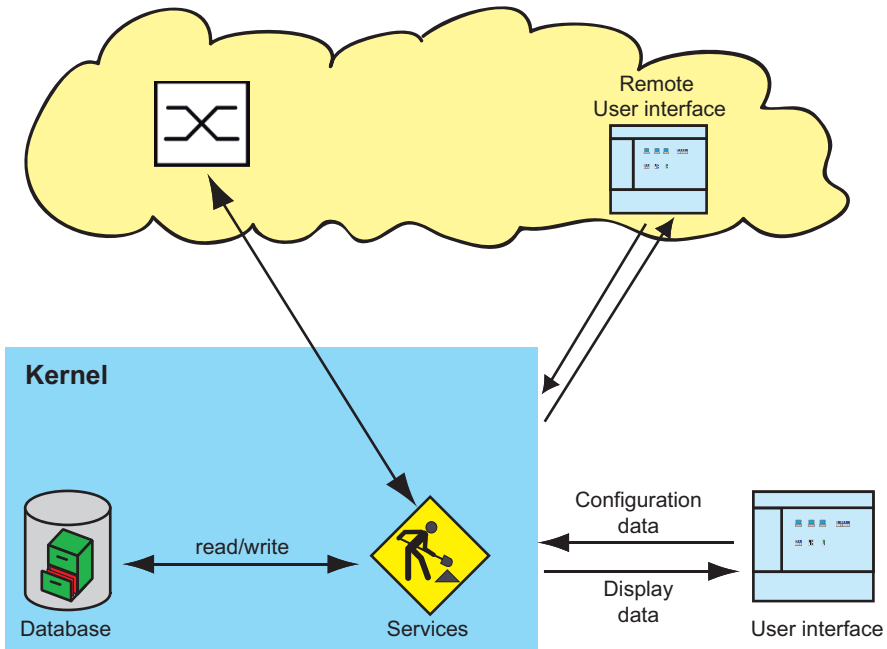 Remote
User interface
Kernel
read/write
Database
Services
Configuration
data
Display
data
User interface